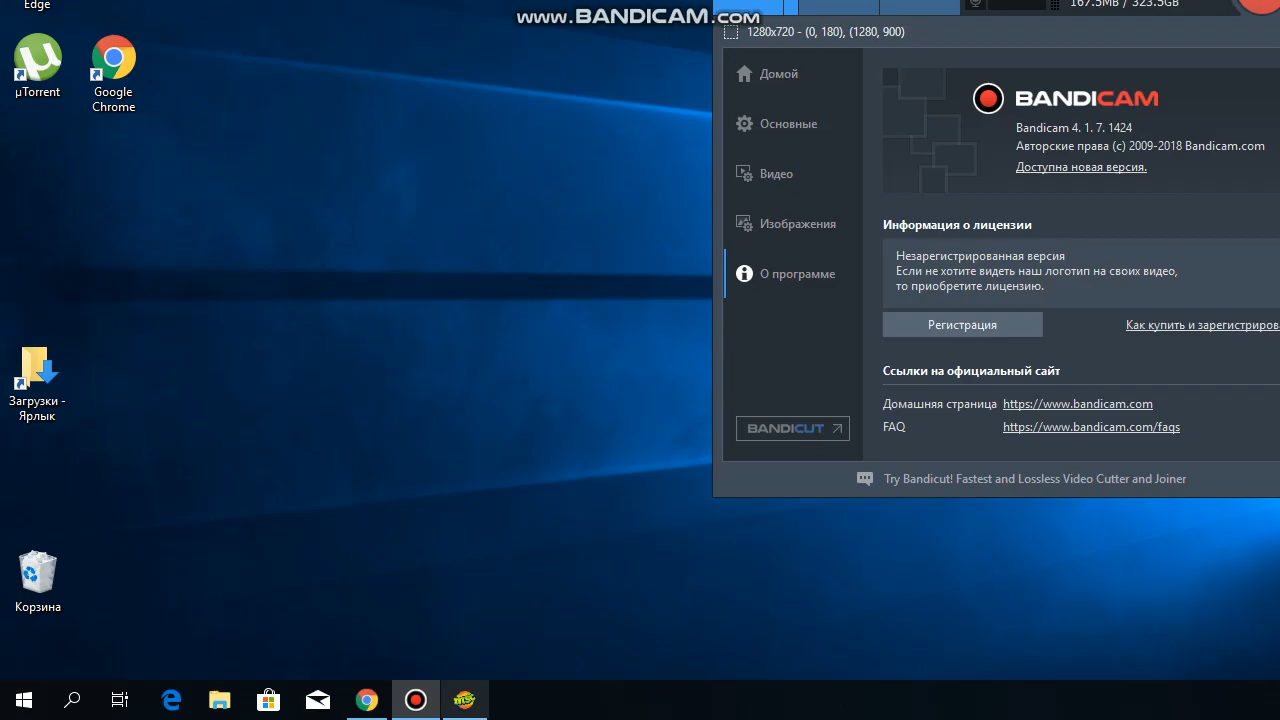 Edge
www.BANDICAM.com
167.5MB / 323.5GB
1280x720 - (0, 180), (1280, 900)
µTorrent
Google
Chrome
Домой
Основные
Видео
Изображения
О программе
BANDICUT
BANDICAM
Bandicam 4. 1. 7. 1424
Авторские права (c) 2009-2018 Bandicam.com
Доступна новая версия.
Информация о лицензии
Незарегистрированная версия
Если не хотите видеть наш логотип на своих видео,
то приобретите лицензию.
Регистрация
Как купить и зарегистриров
Ссылки на официальный сайт
Домашняя страница https://www.bandicam.com
FAQ https://www.bandicam.com/faqs
Try Bandicut! Fastest and Lossless Video Cutter and Joiner
Загрузки -
Ярлык
Корзина